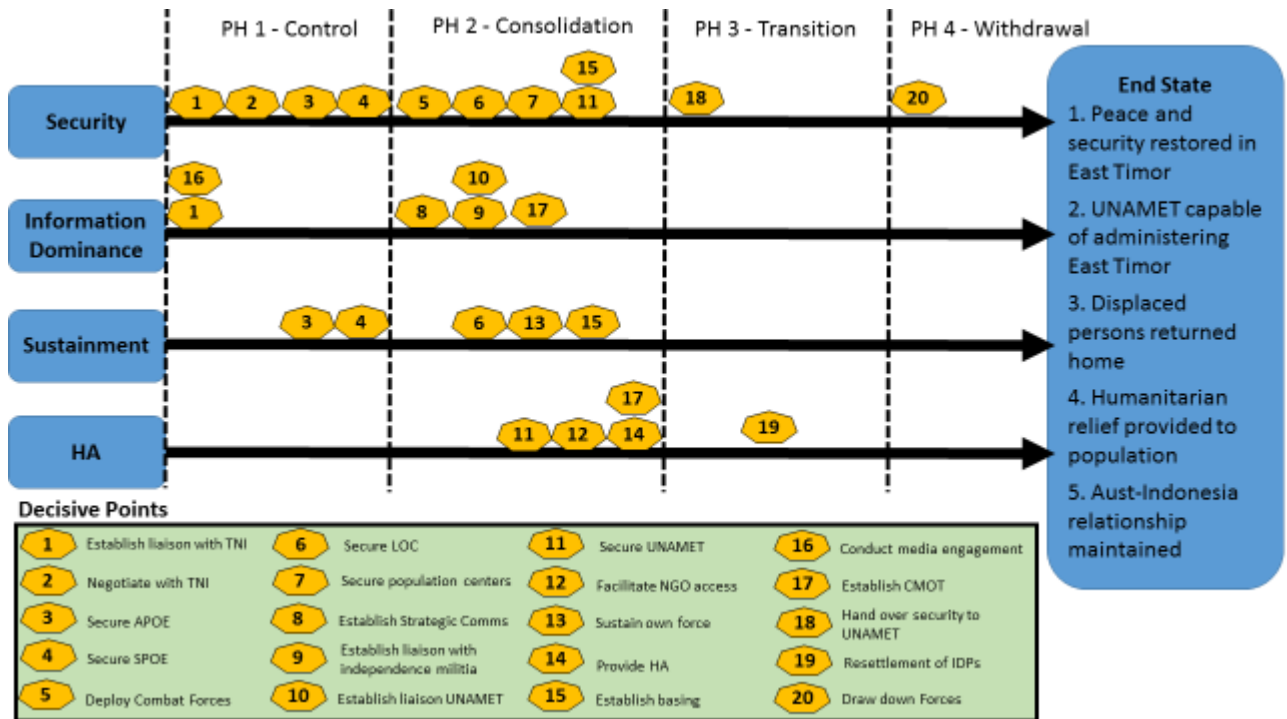 PH 1 - Control
PH 2 - Consolidation
PH 3 - Transition
PH 4 - Withdrawal
Security
1
2
3
4
5
6
7
15
11
18
20
Information
Dominance
16
1
8
10
9
17
Sustainment
3
4
6
13
15
HA
11
12
17
14
19
End State
1. Peace and
security restored in
East Timor
2. UNAMET capable
of administering
East Timor
3. Displaced
persons returned
home
4. Humanitarian
relief provided to
population
5. Aust-Indonesia
relationship
maintained
Decisive Points
1 Establish liaison with TNI
2 Negotiate with TNI
3 Secure APOE
4 Secure SPOE
5 Deploy Combat Forces
6 Secure LOC
7 Secure population centers
8 Establish Strategic Comms
9 Establish liaison with
independence militia
10 Establish liaison UNAMET
11 Secure UNAMET
12 Facilitate NGO access
13 Sustain own force
14 Provide HA
15 Establish basing
16 Conduct media engagement
17 Establish CMOT
18 Hand over security to
UNAMET
19 Resettlement of IDPs
20 Draw down Forces